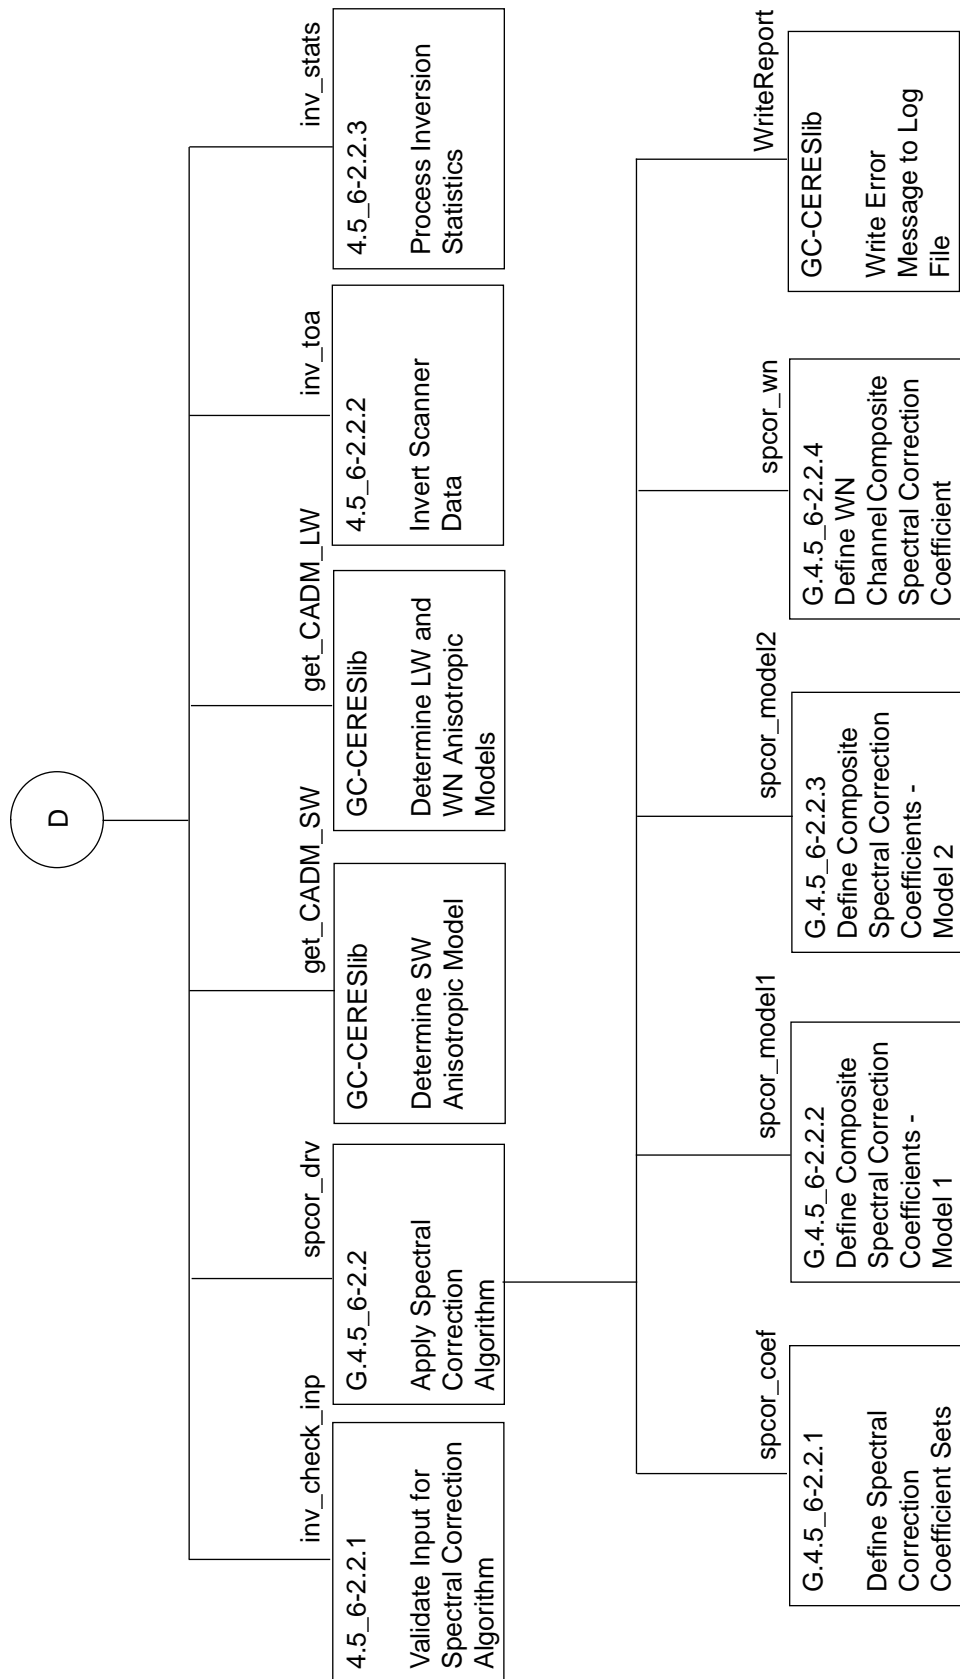 D
inv_check_inp
4.5_6-2.2.1
Validate Input for
Spectral Correction
Algorithm
spcor_drv
G.4.5_6-2.2
Apply Spectral
Correction
Algorithm
get_CADM_SW
GC-CERESlib
Determine SW
Anisotropic Model
get_CADM_LW
GC-CERESlib
Determine LW and
WN Anisotropic
Models
inv_toa
4.5_6-2.2.2
Invert Scanner
Data
inv_stats
4.5_6-2.2.3
Process Inversion
Statistics
spcor_coef
G.4.5_6-2.2.1
Define Spectral
Correction
Coefficient Sets
spcor_model1
G.4.5_6-2.2.2
Define Composite
Spectral Correction
Coefficients -
Model 1
spcor_model2
G.4.5_6-2.2.3
Define Composite
Spectral Correction
Coefficients -
Model 2
spcor_wn
G.4.5_6-2.2.4
Define WN
Channel Composite
Spectral Correction
Coefficient
WriteReport
GC-CERESlib
Write Error
Message to Log
File